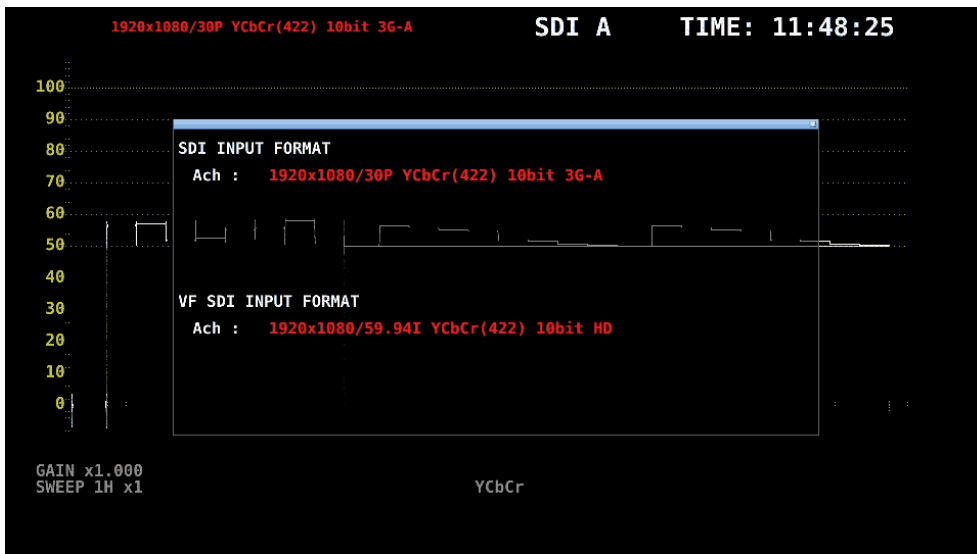 1920x1080/30P YCbCr(422) 10bit 3G-A SDI A TIME: 11:48:25
100
90
80
SDI INPUT FORMAT
Ach : 1920x1080/30P YCbCr(422) 10bit 3G-A
70
60
50
40
30
VF SDI INPUT FORMAT
Ach : 1920x1080/59.94I YCbCr(422) 10bit HD
20
10
0
GAIN x1.000
SWEEP 1H x1 YCbCr